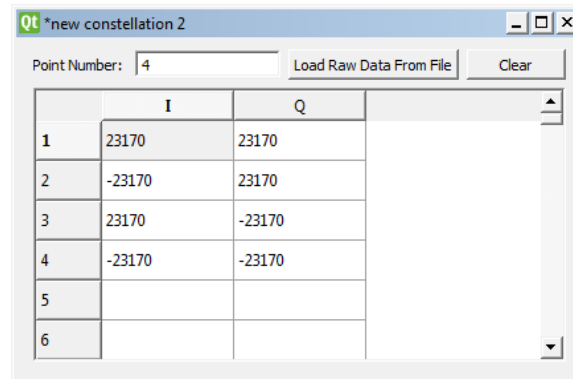 Qt *new constellation 2
Point Number: 4 Load Raw Data From File Clear
I Q
1 23170 23170
2 -23170 23170
3 23170 -23170
4 -23170 -23170
5
6